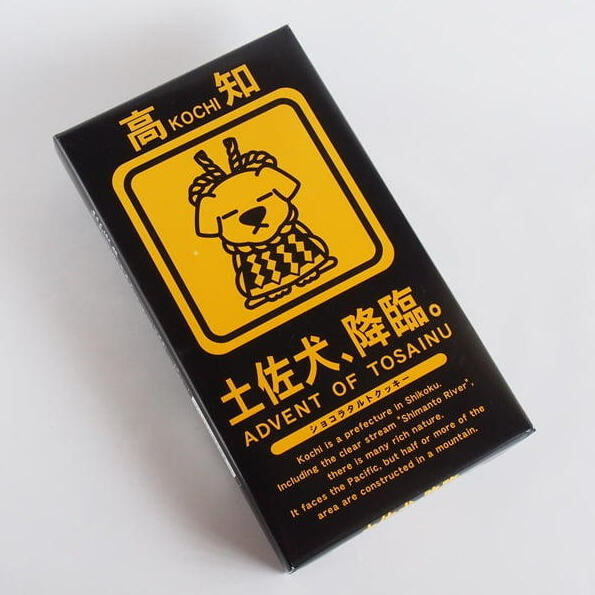 高 KOCHI 知
土佐犬、降臨。
ADVENT OF TOSAINU
ショコラタルトクッキー
Kochi is a prefecture in Shikoku.
Including the clear stream "Shimanto River",
there is many rich nature.
It faces the Pacific, but half or more of the
area are constructed in a mountain.